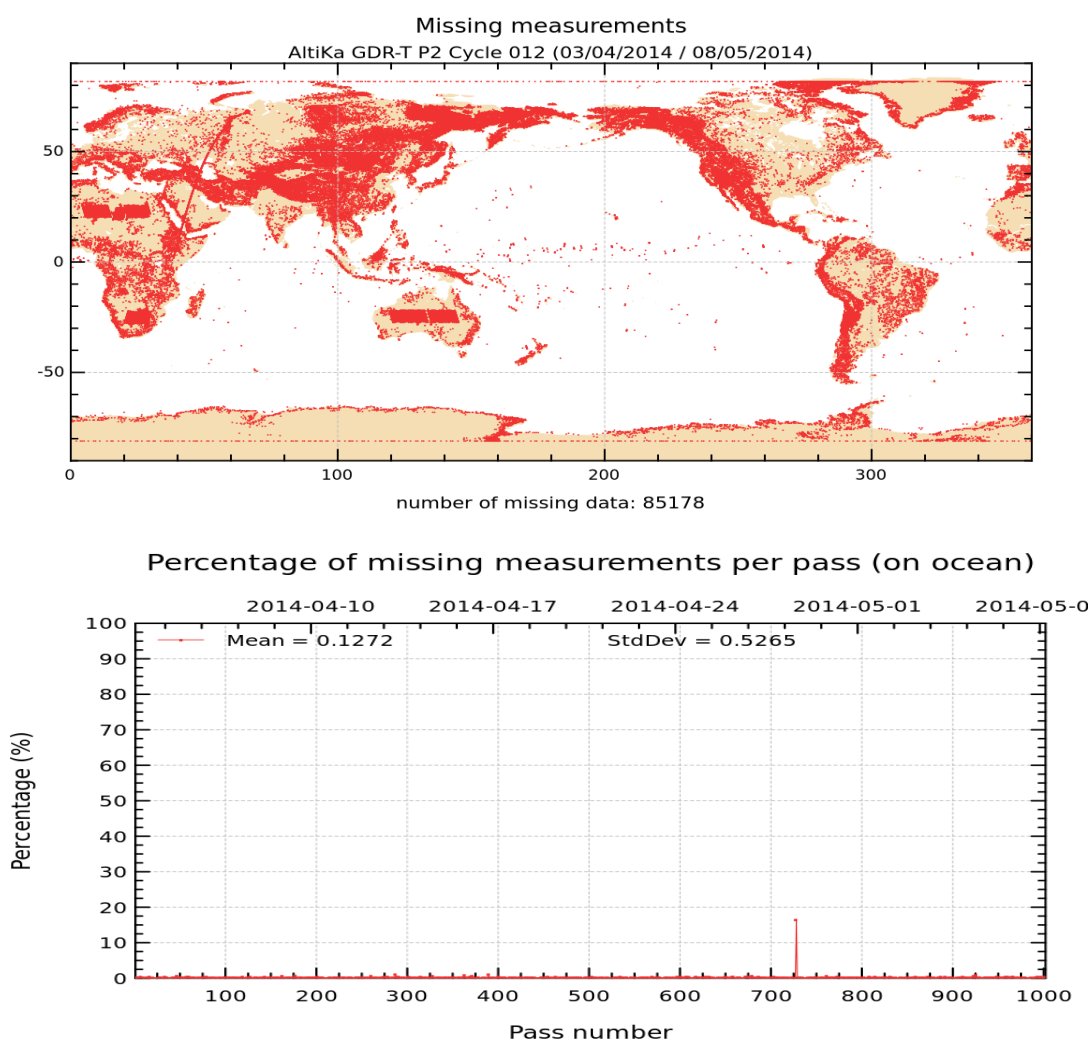 Missing measurements
AltiKa GDR-T P2 Cycle 012 (03/04/2014 / 08/05/2014)
50
0
-50
0 100 200 300
number of missing data: 85178
Percentage of missing measurements per pass (on ocean)
2014-04-10 2014-04-17 2014-04-24 2014-05-01 2014-05-0
Mean = 0.1272 StdDev = 0.5265
100
90
80
70
60
50
40
30
20
10
0
Percentage (%)
100 200 300 400 500 600 700 800 900 1000
Pass number